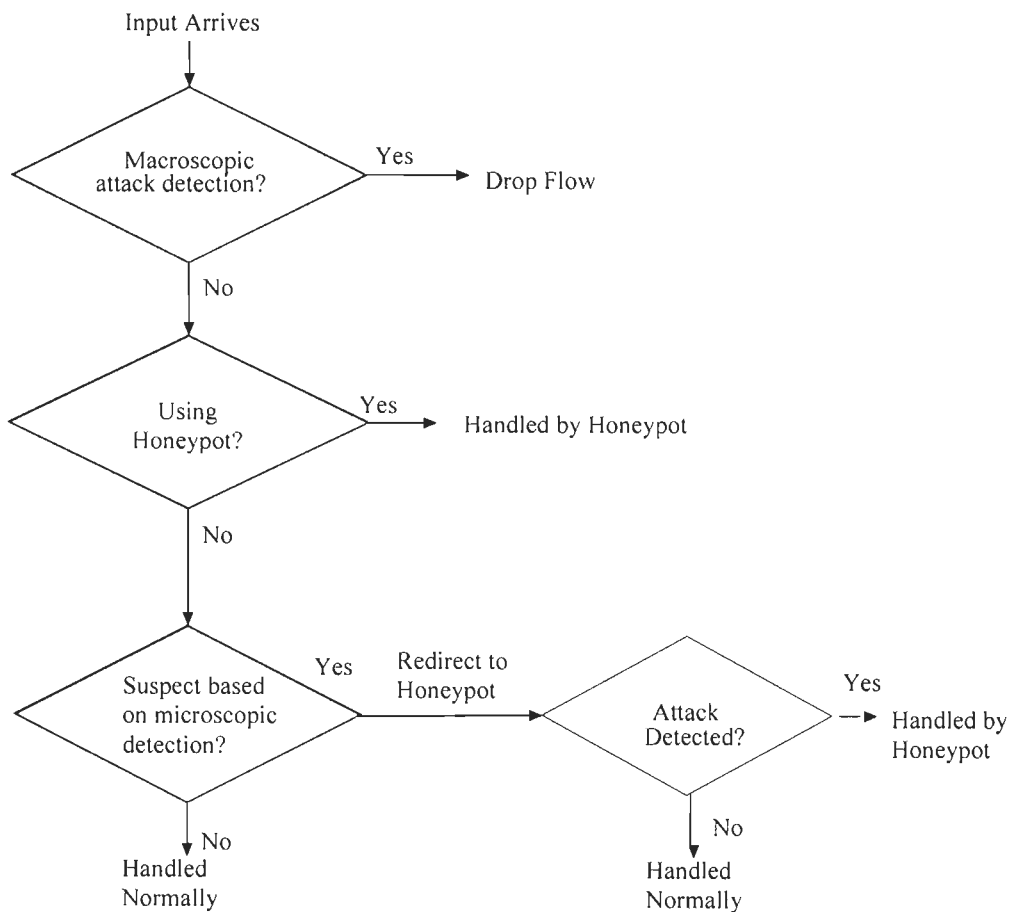 Input Arrives
Macroscopic
attack detection?
Yes
Drop Flow
No
Using
Honeypot?
Yes
Handled by Honeypot
No
Suspect based
on microscopic
detection?
Yes
Redirect to
Honeypot
Attack
Detected?
Yes
Handled by
Honeypot
No
Handled
Normally
No
Handled
Normally